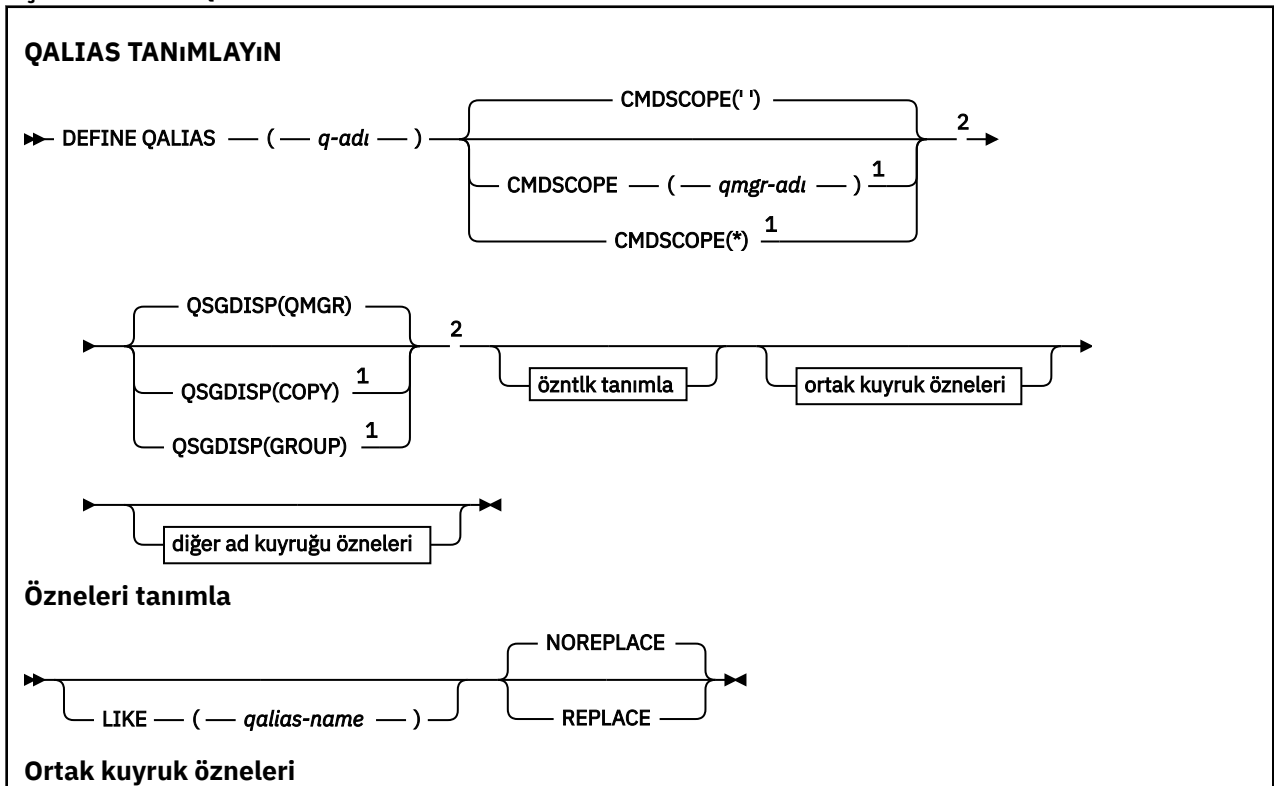 QALIAS TANıMLAYıN
CMDSCOPE(' ')
DEFINE QALIAS ( q-adı ) 2
CMDSCOPE ( qmgr-adı ) 1
CMDSCOPE(*) 1
QSGDISP(QMGR)
2
QSGDISP(COPY) 1
QSGDISP(GROUP) 1
özntlk tanımla
ortak kuyruk özneleri
diğer ad kuyruğu özneleri
Özneleri tanımla
NOREPLACE
LIKE ( qalias-name )
REPLACE
Ortak kuyruk özneleri